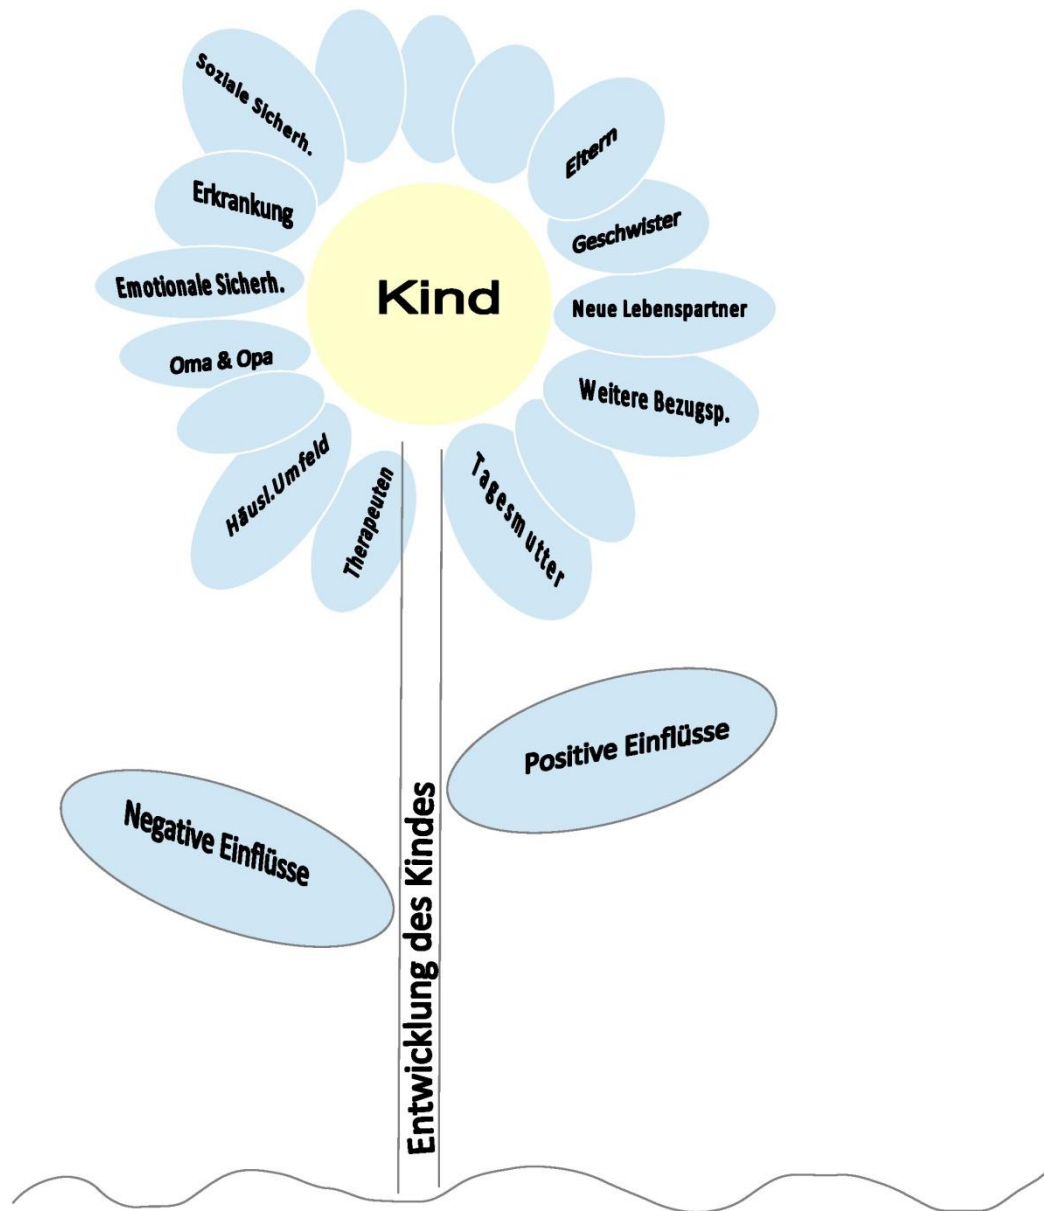 Soziale Sicherh.
Eltern
Erkrankung
Geschwister
Emotionale Sicherh.
Kind
Neue Lebenspartner
Oma & Opa
Weitere Bezugsp.
Häusl.Umfeld
Therapeuten
Tagesmutter
Positive Einflüsse
Negative Einflüsse
Entwicklung des Kindes